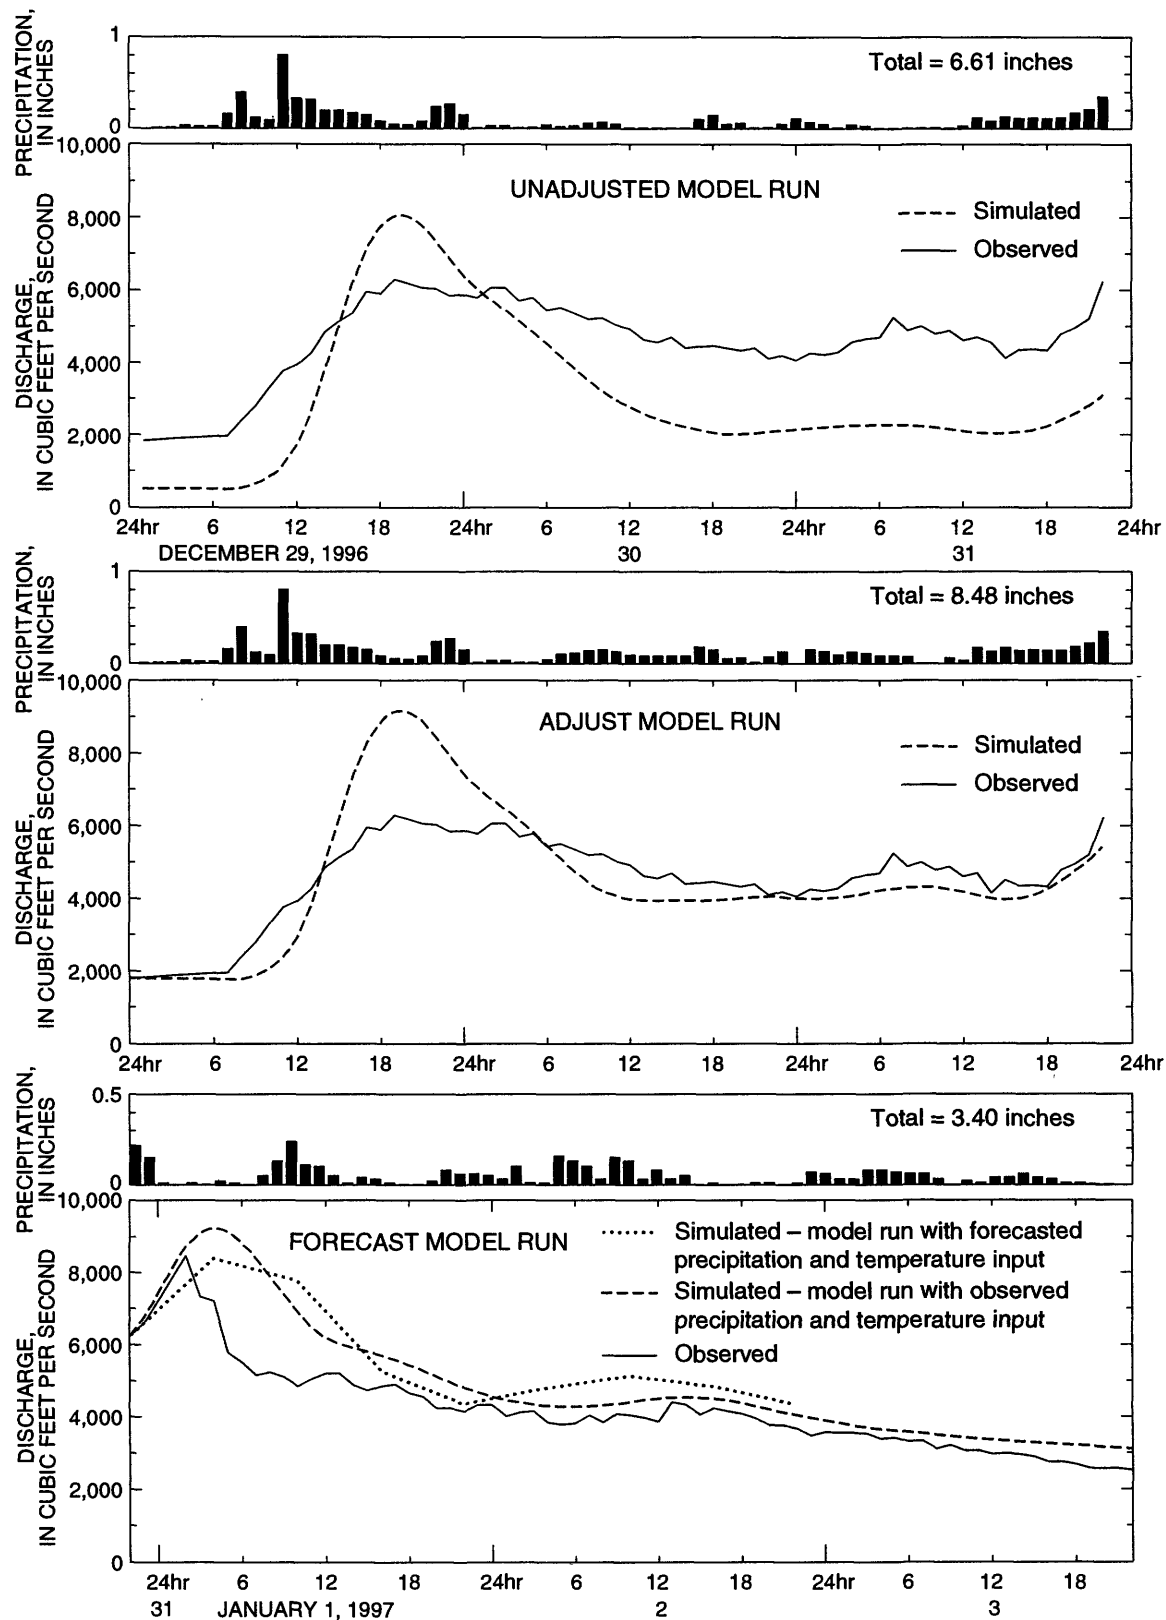 PRECIPITATION,
IN INCHES
1
0
Total = 6.61 inches
DISCHARGE,
IN CUBIC FEET PER SECOND
10,000
8,000
6,000
4,000
2,000
0
UNADJUSTED MODEL RUN
Simulated
Observed
24hr 6 12 18 24hr 6 12 18 24hr 6 12 18 24hr
DECEMBER 29, 1996 30 31
PRECIPITATION,
IN INCHES
1
0
Total = 8.48 inches
DISCHARGE,
IN CUBIC FEET PER SECOND
10,000
8,000
6,000
4,000
2,000
0
ADJUST MODEL RUN
Simulated
Observed
24hr 6 12 18 24hr 6 12 18 24hr 6 12 18 24hr
PRECIPITATION,
IN INCHES
0.5
0
Total = 3.40 inches
DISCHARGE,
IN CUBIC FEET PER SECOND
10,000
8,000
6,000
4,000
2,000
0
FORECAST MODEL RUN
Simulated – model run with forecasted
precipitation and temperature input
Simulated – model run with observed
precipitation and temperature input
Observed
24hr 6 12 18 24hr 6 12 18 24hr 6 12 18
31 JANUARY 1, 1997 2 3